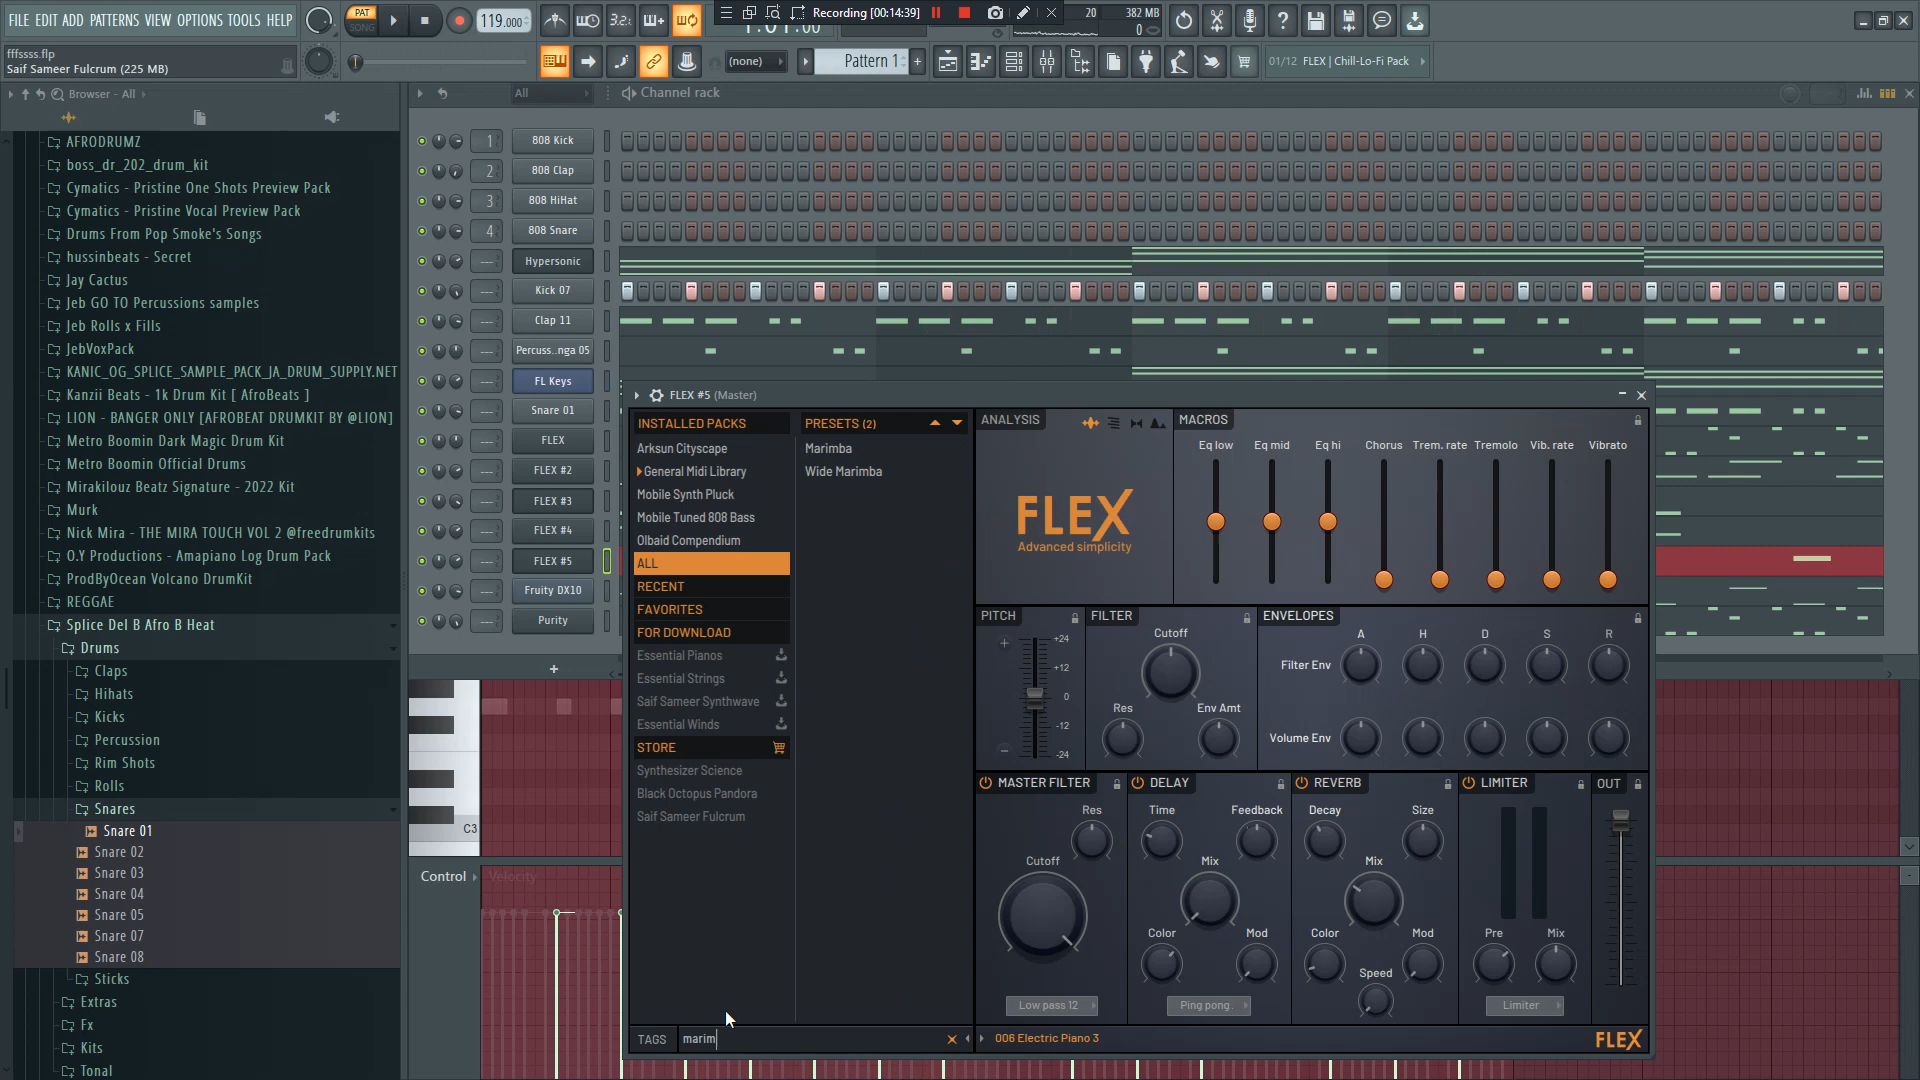 FILE EDIT ADD PATTERNS VIEW OPTIONS TOOLS HELP
PAT
SONG
119.000
3.2
Recording [00:14:39]
1:01:00
20
382 MB
0
fffssss.flp
Saif Sameer Fulcrum (225 MB)
(none)
Pattern 1
01/12 FLEX | Chill-Lo-Fi Pack
Browser - All
All
Channel rack
AFRODRUMZ
boss_dr_202_drum_kit
Cymatics - Pristine One Shots Preview Pack
Cymatics - Pristine Vocal Preview Pack
Drums From Pop Smoke's Songs
hussinbeats - Secret
Jay Cactus
Jeb GO TO Percussions samples
Jeb Rolls x Fills
JebVoxPack
KANIC_OG_SPLICE_SAMPLE_PACK_JA_DRUM_SUPPLY.NET
Kanzii Beats - 1k Drum Kit [ AfroBeats ]
LION - BANGER ONLY [AFROBEAT DRUMKIT BY @LION]
Metro Boomin Dark Magic Drum Kit
Metro Boomin Official Drums
Mirakilouz Beatz Signature - 2022 Kit
Murk
Nick Mira - THE MIRA TOUCH VOL 2 @freedrumkits
O.Y Productions - Amapiano Log Drum Pack
ProdByOcean Volcano DrumKit
REGGAE
Splice Del B Afro B Heat
Drums
Claps
Hihats
Kicks
Percussion
Rim Shots
Rolls
Snares
Snare 01
Snare 02
Snare 03
Snare 04
Snare 05
Snare 07
Snare 08
Sticks
Extras
Fx
Kits
Tonal
1 808 Kick
2 808 Clap
3 808 HiHat
4 808 Snare
--- Hypersonic
--- Kick 07
--- Clap 11
--- Percuss..nga 05
--- FL Keys
--- Snare 01
--- FLEX
--- FLEX #2
--- FLEX #3
--- FLEX #4
--- FLEX #5
--- Fruity DX10
--- Purity
+
C3
Control
Velocity
FLEX #5 (Master)
INSTALLED PACKS
Arksun Cityscape
General Midi Library
Mobile Synth Pluck
Mobile Tuned 808 Bass
Olbaid Compendium
ALL
RECENT
FAVORITES
FOR DOWNLOAD
Essential Pianos
Essential Strings
Saif Sameer Synthwave
Essential Winds
STORE
Synthesizer Science
Black Octopus Pandora
Saif Sameer Fulcrum
TAGS marim
PRESETS (2)
Marimba
Wide Marimba
ANALYSIS
FLEX
Advanced simplicity
MACROS
Eq low Eq mid Eq hi Chorus Trem. rate Tremolo Vib. rate Vibrato
PITCH
+24
+12
0
-12
-24
FILTER
Cutoff
Res Env Amt
ENVELOPES
A H D S R
Filter Env
Volume Env
MASTER FILTER
Res
Cutoff
Low pass 12
DELAY
Time Feedback
Mix
Color Mod
Ping pong.
REVERB
Decay Size
Mix
Color Mod
Speed
LIMITER
Pre Mix
Limiter
OUT
006 Electric Piano 3
FLEX